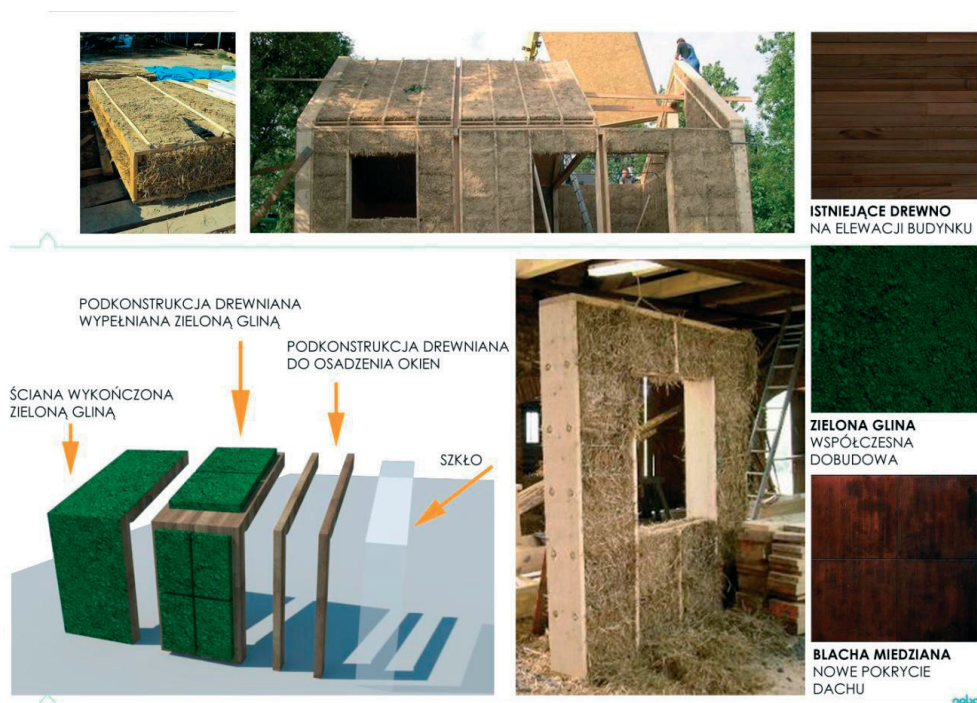 ISTNIEJĄCE DREWNO
NA ELEWACJI BUDYNKU
PODKONSTRUKCJA DREWNIANA
WYPEŁNIANA ZIELONĄ GLINĄ
PODKONSTRUKCJA DREWNIANA
DO OSADZENIA OKIEN
ŚCIANA WYKOŃCZONA
ZIELONĄ GLINĄ
SZKŁO
ZIELONA GLINA
WSPÓŁCZESNA
DOBUDOWA
BLACHA MIEDZIANA
NOWE POKRYCIE
DACHU